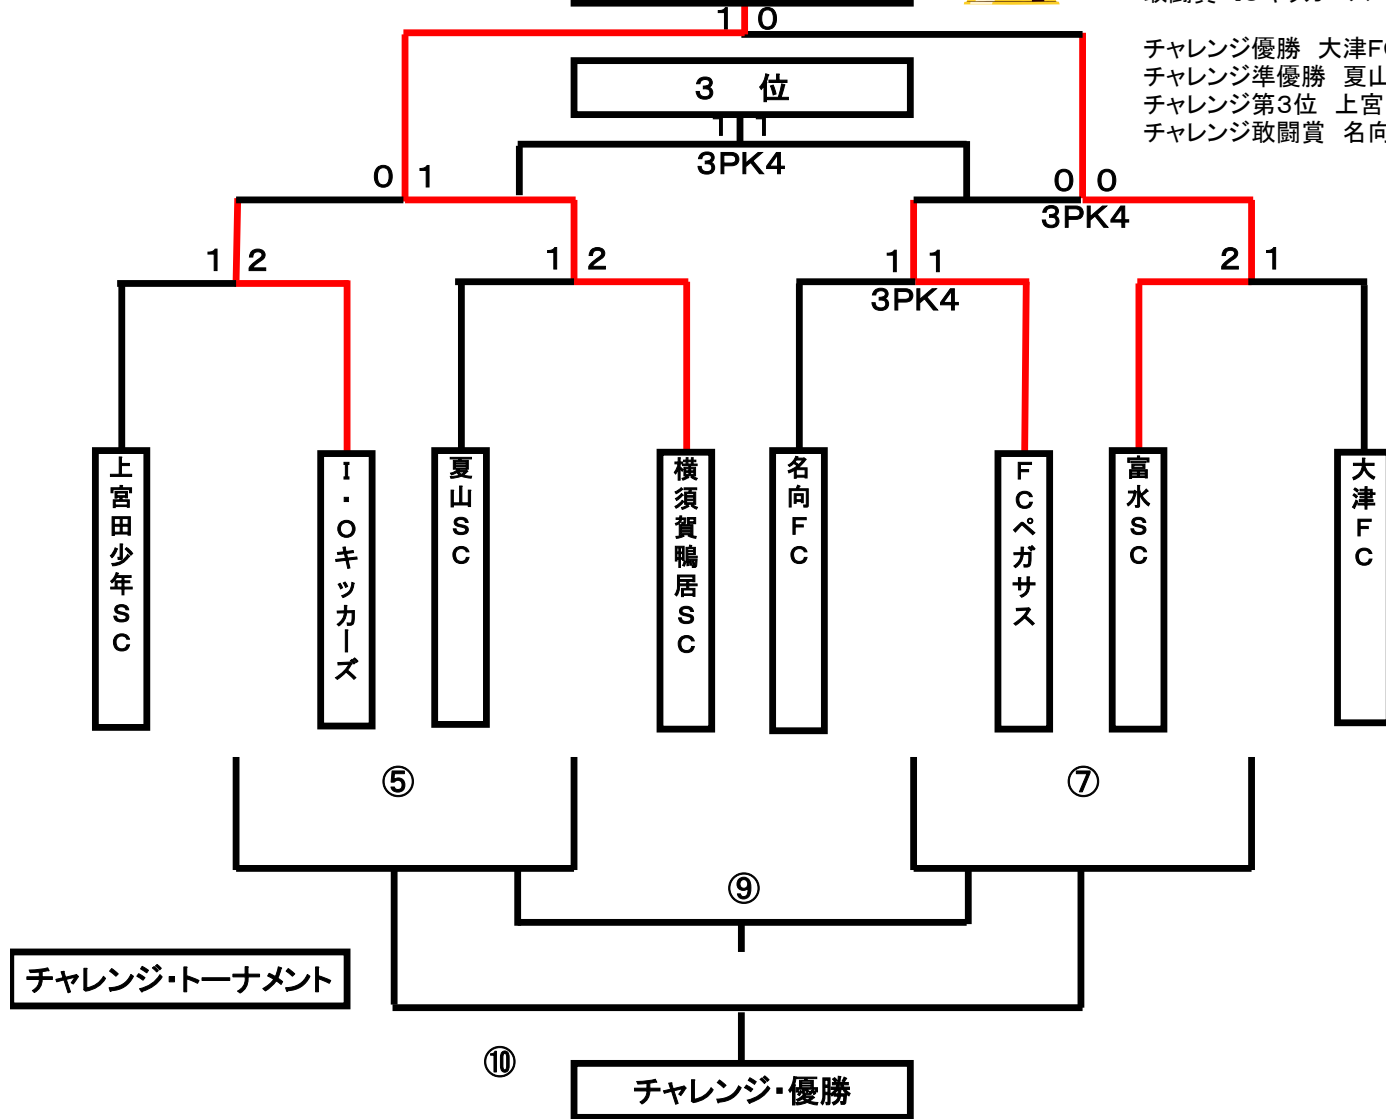 1 0
チャレンジ優勝 大津F
チャレンジ準優勝 夏山
チャレンジ第3位 上宮
チャレンジ敢闘賞 名向
3 位
1 1
3PK4
0 1
0 0
3PK4
1 2
1 2
1 1
3PK4
2 1
上宮田少年SC
I・Oキッカーズ
夏山SC
横須賀鴨居SC
名向FC
FCペガサス
富水SC
大津FC
⑤
⑦
⑨
チャレンジ・トーナメント
⑩
チャレンジ・優勝